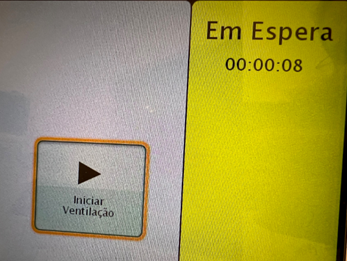 Em Espera
00:00:08
Iniciar
Ventilação